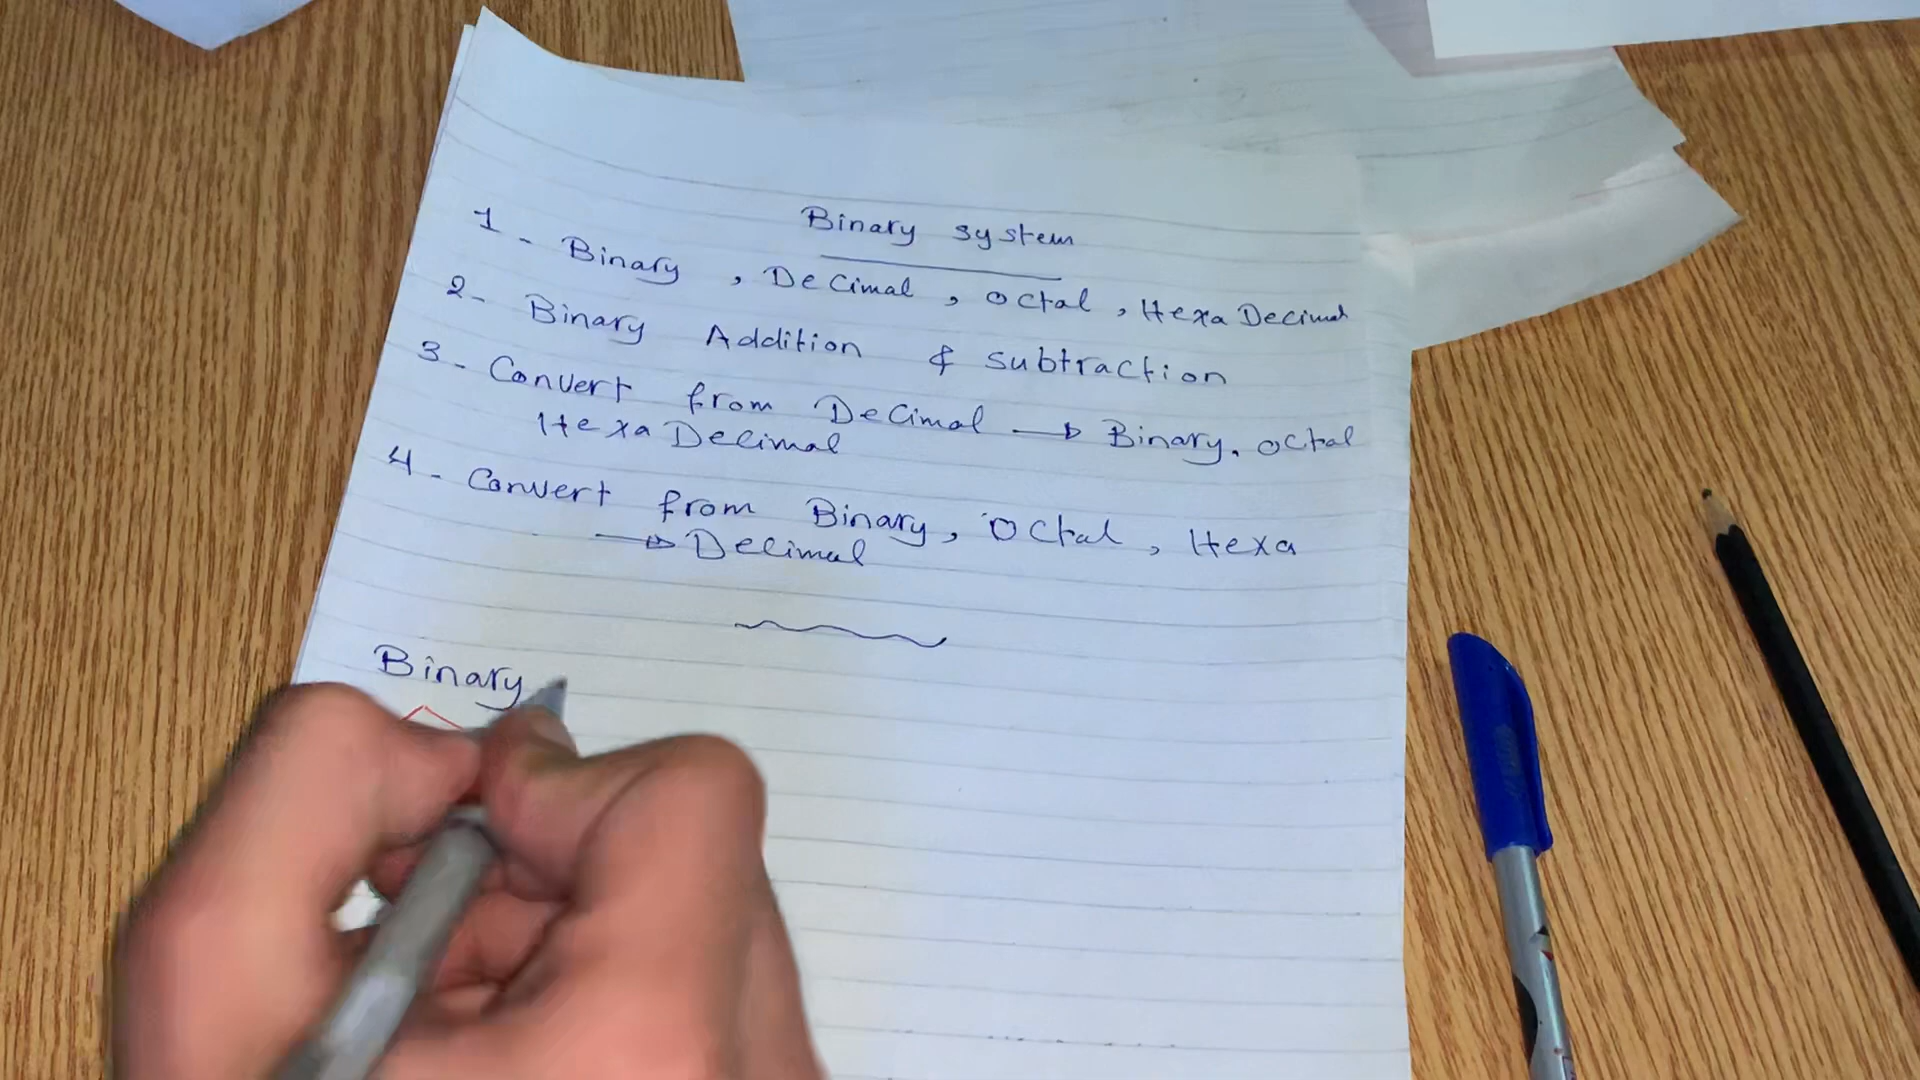 Binary system
1 - Binary , Decimal , octal , HexaDecimal
2- Binary Addition & subtraction
3 - Convert from Decimal → Binary, octal
HexaDecimal
4 - Convert from Binary, Octal , Hexa
→ Decimal
Binary